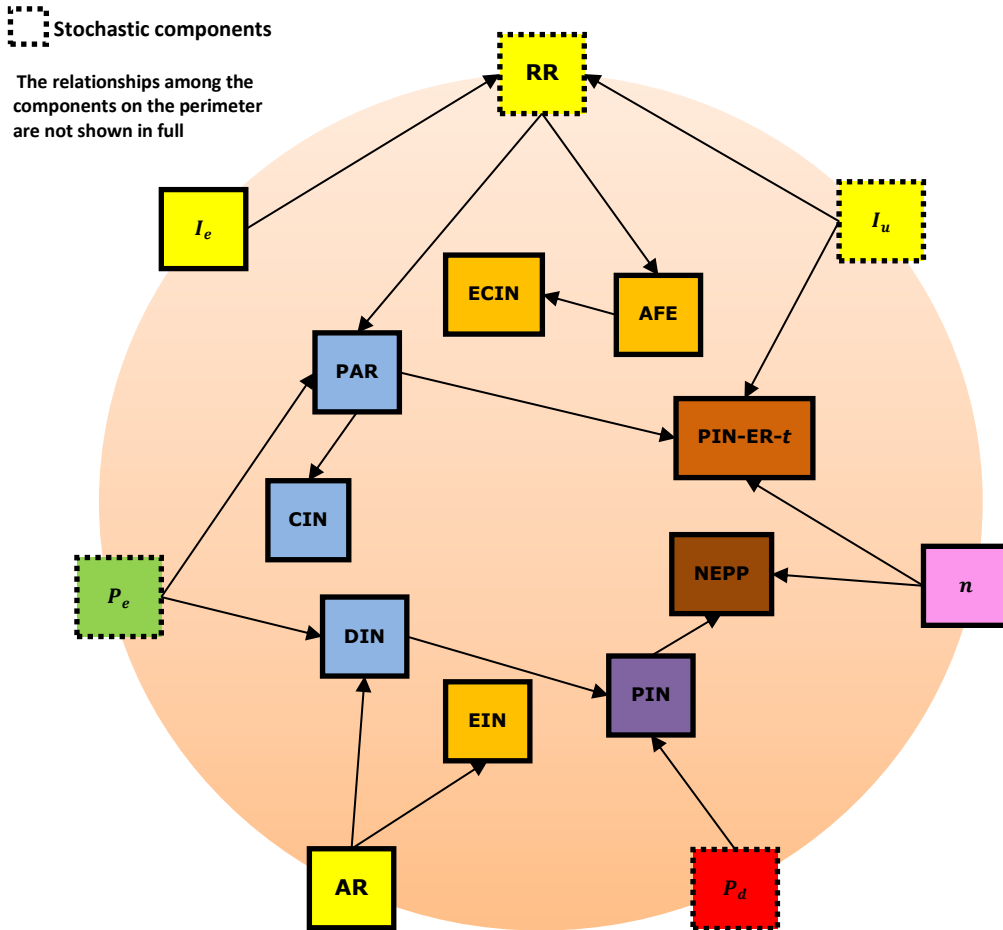 Stochastic components
The relationships among the
components on the perimeter
are not shown in full
RR
I_e
I_u
ECIN
AFE
PAR
PIN-ER-t
CIN
NEPP
P_e
n
DIN
PIN
EIN
AR
P_d